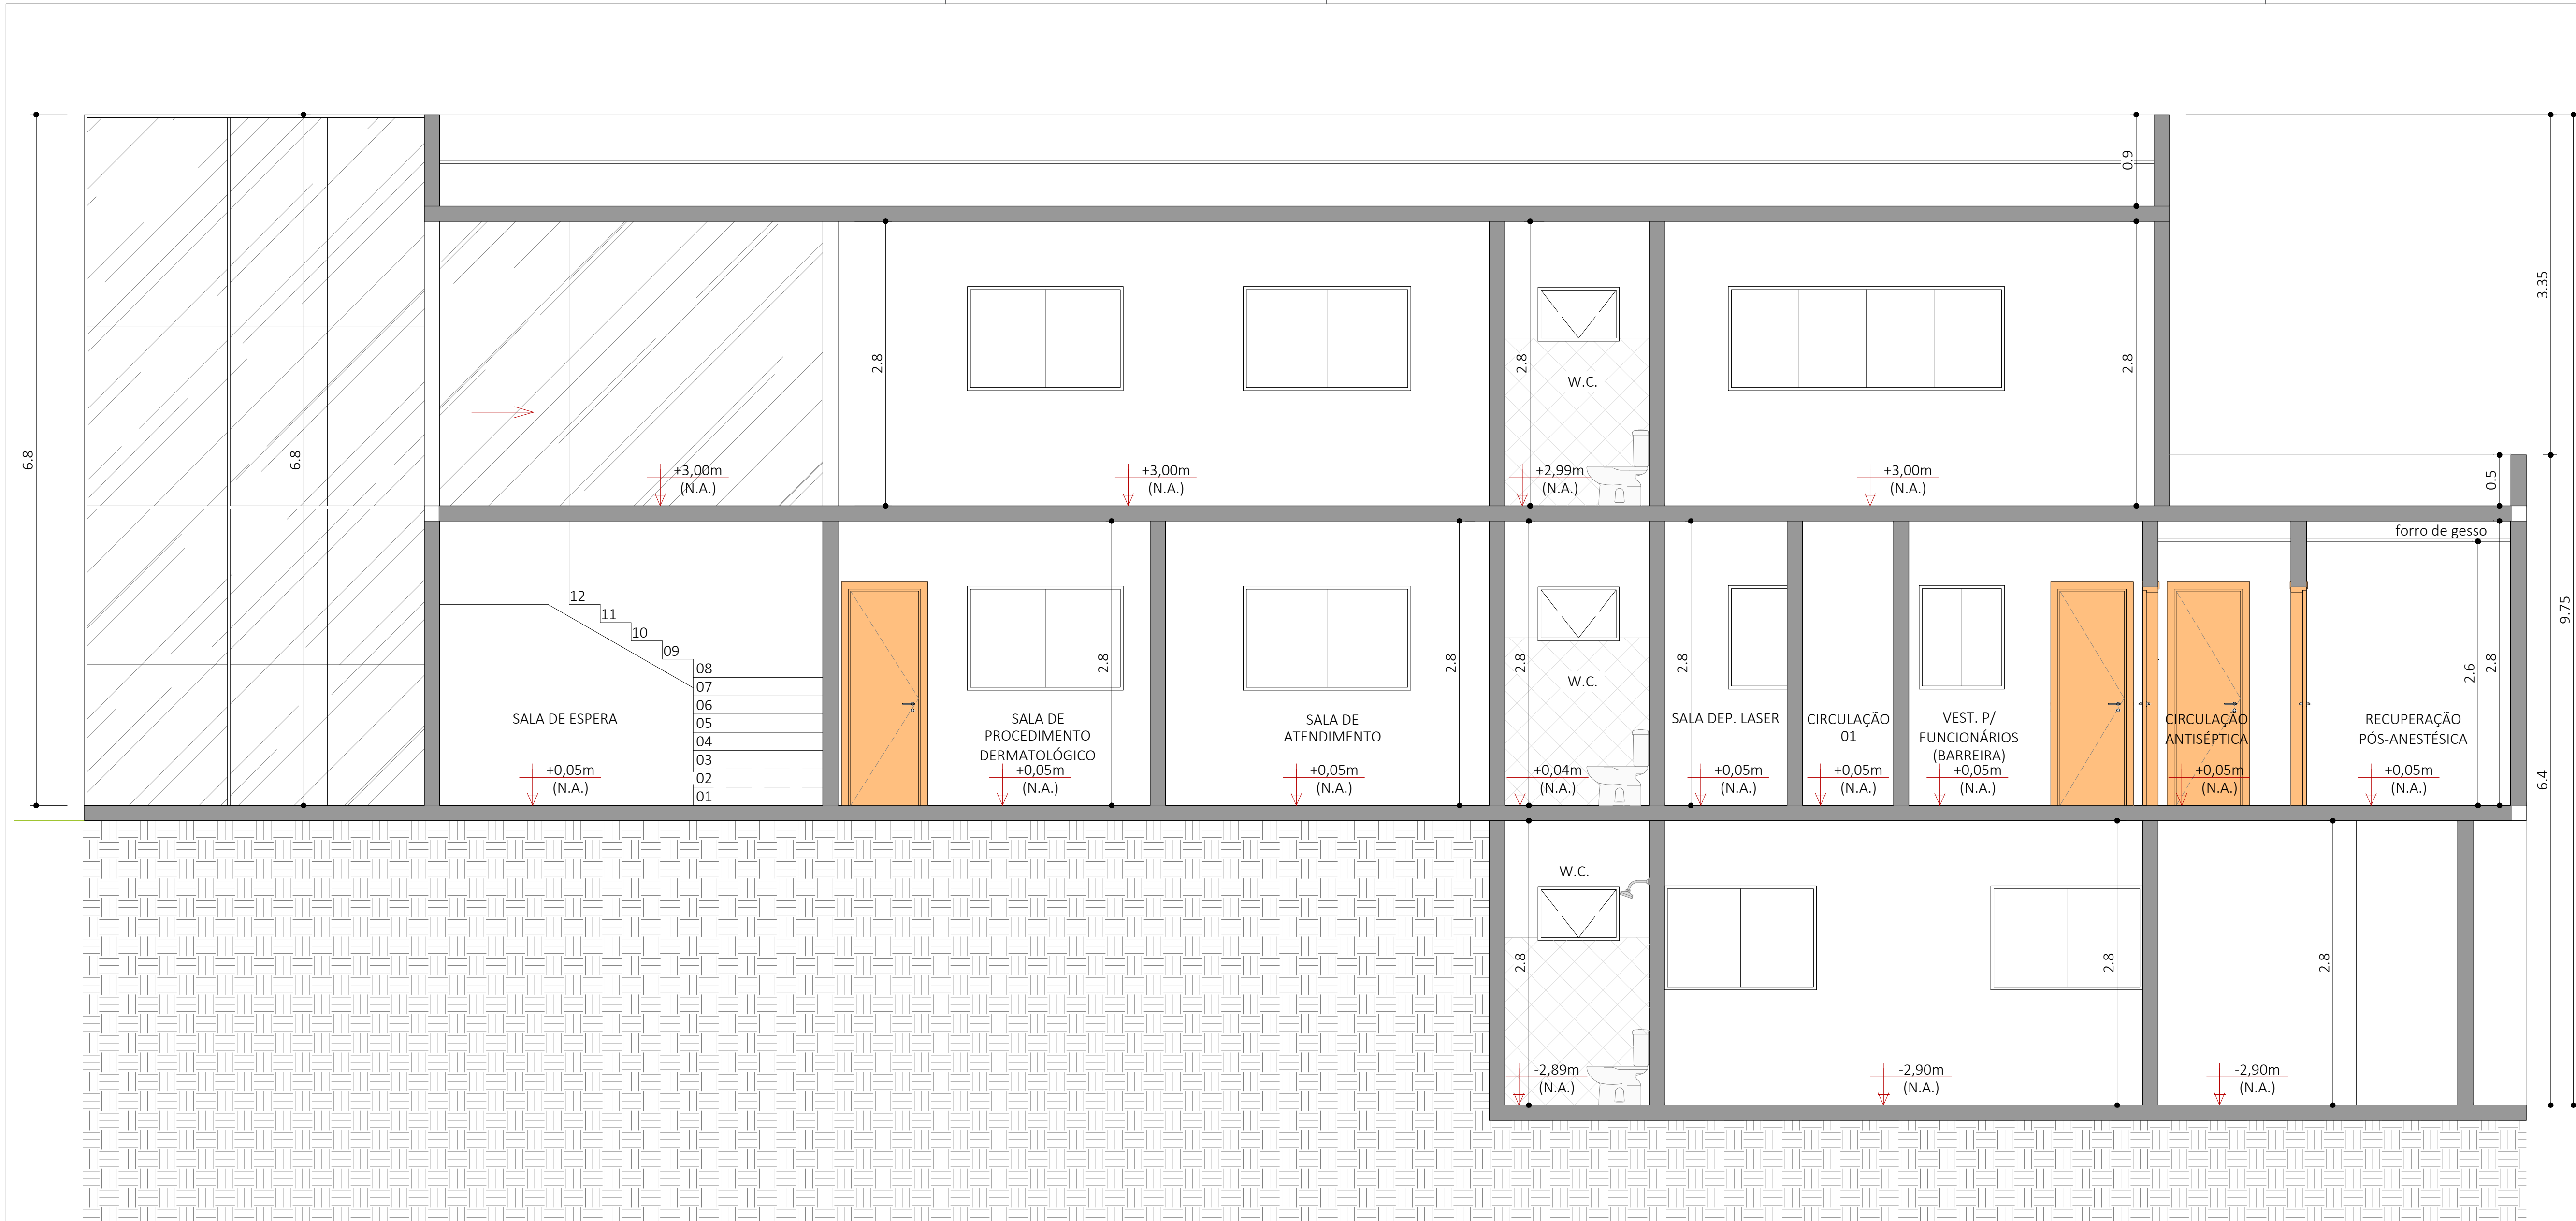 0.9
3.35
6.8
6.8
2.8
2.8
W.C.
2.8
+3,00m
(N.A.)
+3,00m
(N.A.)
+2,99m
(N.A.)
+3,00m
(N.A.)
0.5
forro de gesso
9.75
12
11
10
09
08
07
06
05
04
03
02
01
SALA DE ESPERA
+0,05m
(N.A.)
2.8
SALA DE
PROCEDIMENTO
DERMATOLÓGICO
+0,05m
(N.A.)
2.8
SALA DE
ATENDIMENTO
+0,05m
(N.A.)
2.8
W.C.
+0,04m
(N.A.)
2.8
SALA DEP. LASER
+0,05m
(N.A.)
CIRCULAÇÃO
01
+0,05m
(N.A.)
VEST. P/
FUNCIONÁRIOS
(BARREIRA)
+0,05m
(N.A.)
CIRCULAÇÃO
ANTISÉPTICA
+0,05m
(N.A.)
RECUPERAÇÃO
PÓS-ANESTÉSICA
+0,05m
(N.A.)
2.6
2.8
6.4
W.C.
2.8
2.8
2.8
-2,89m
(N.A.)
-2,90m
(N.A.)
-2,90m
(N.A.)